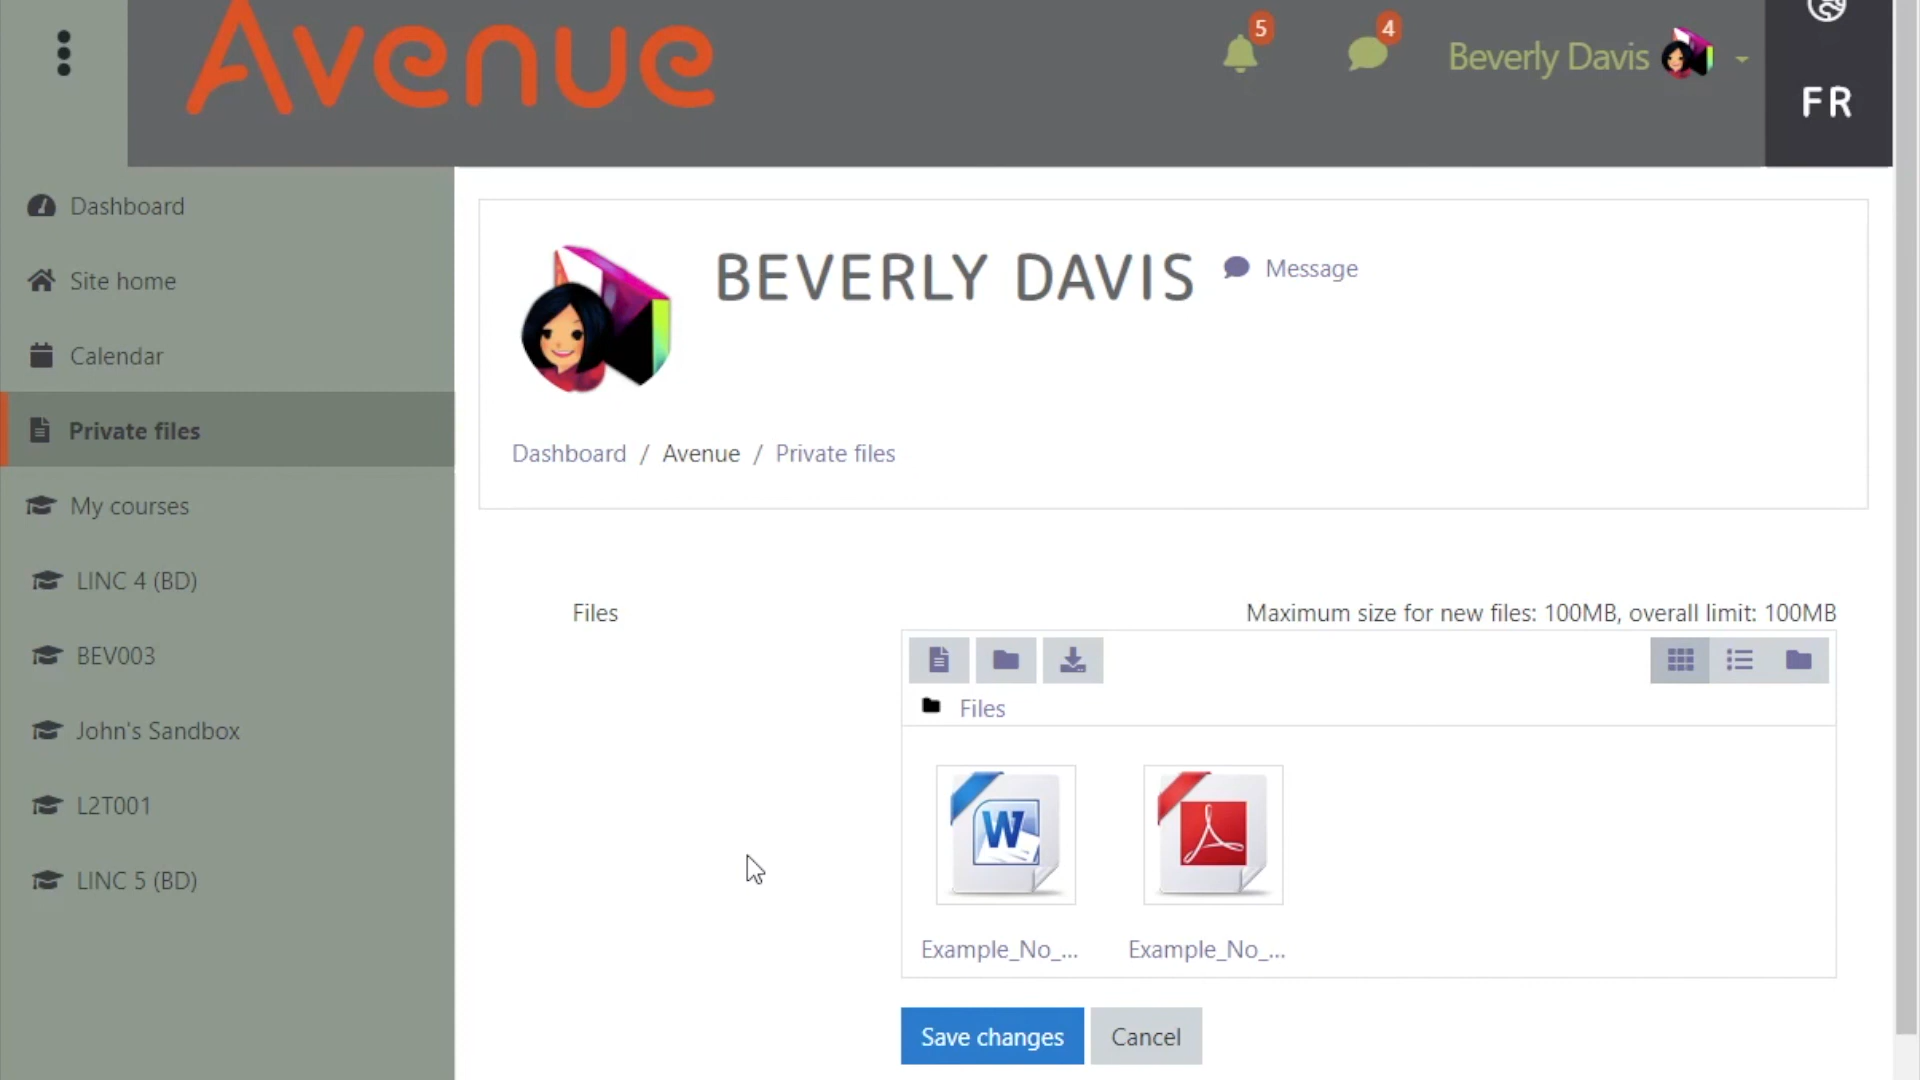 Avenue
5
4
Beverly Davis
FR
Dashboard
Site home
Calendar
Private files
My courses
LINC 4 (BD)
BEV003
John's Sandbox
L2T001
LINC 5 (BD)
BEVERLY DAVIS
Message
Dashboard / Avenue / Private files
Files
Maximum size for new files: 100MB, overall limit: 100MB
Files
W
Example_No_...
Example_No_...
Save changes
Cancel